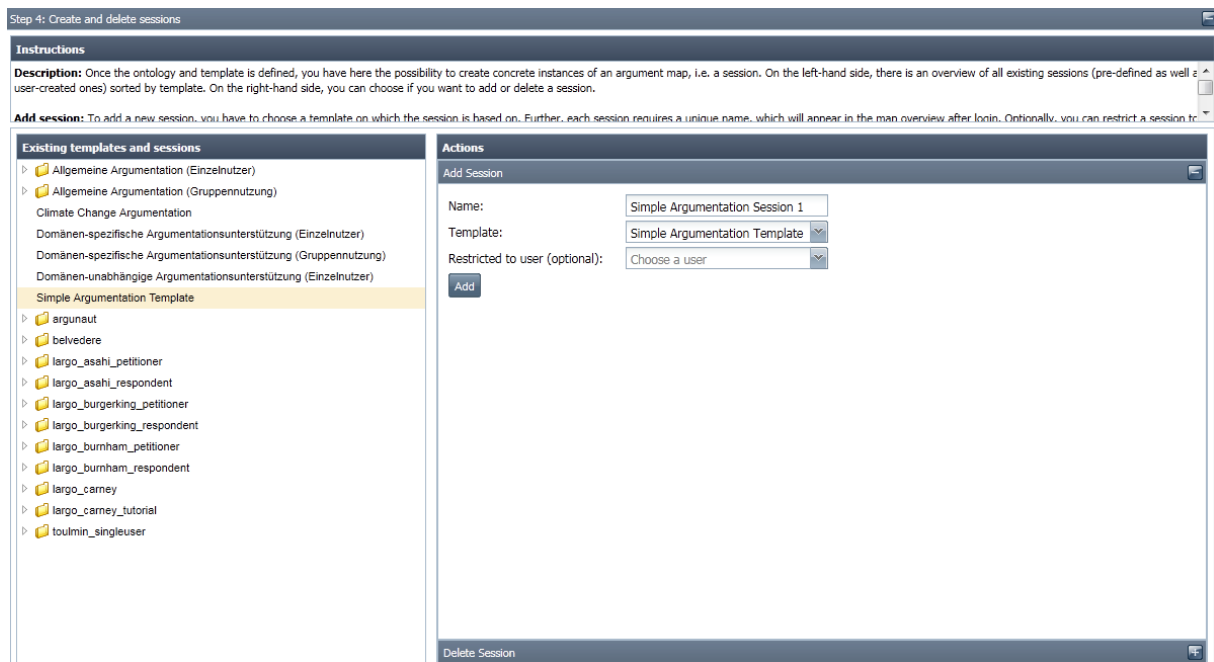 Step 4: Create and delete sessions
Instructions
Description: Once the ontology and template is defined, you have here the possibility to create concrete instances of an argument map, i.e. a session. On the left-hand side, there is an overview of all existing sessions (pre-defined as well
user-created ones) sorted by template. On the right-hand side, you can choose if you want to add or delete a session.
Add session: To add a new session, you have to choose a template on which the session is based on. Further, each session requires a unique name, which will appear in the map overview after login. Optionally, you can restrict a session to
Existing templates and sessions
Allgemeine Argumentation (Einzelnutzer)
Allgemeine Argumentation (Gruppennutzung)
Climate Change Argumentation
Domänen-spezifische Argumentationsunterstützung (Einzelnutzer)
Domänen-spezifische Argumentationsunterstützung (Gruppennutzung)
Domänen-unabhängige Argumentationsunterstützung (Einzelnutzer)
Simple Argumentation Template
argunaut
belvedere
largo_asahi_petitioner
largo_asahi_respondent
largo_burgerking_petitioner
largo_burgerking_respondent
largo_burnham_petitioner
largo_burnham_respondent
largo_carney
largo_carney_tutorial
toulmin_singleuser
Actions
Add Session
Name: Simple Argumentation Session 1
Template: Simple Argumentation Template
Restricted to user (optional): Choose a user
Add
Delete Session